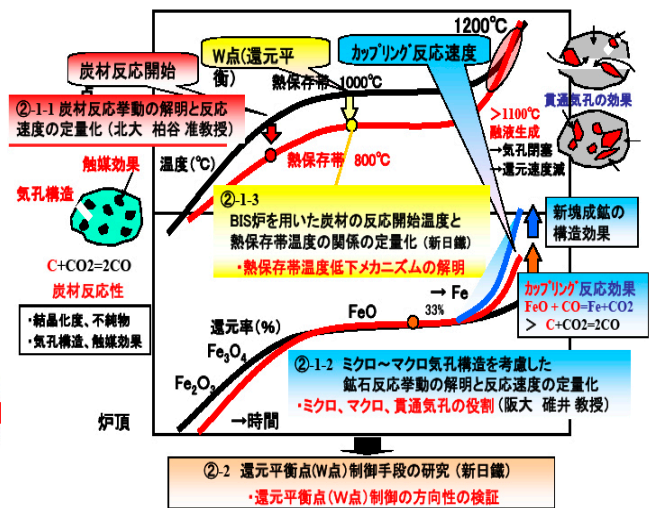 W点(還元平
衡)
カップリング反応速度
1200℃
炭材反応開始
熱保存帯 1000℃
②-1-1 炭材反応挙動の解明と反応
速度の定量化 (北大 柏谷 准教授)
貫通気孔の効果
>1100℃
融液生成
→気孔閉塞
→還元速度減
温度(℃)
熱保存帯 800℃
触媒効果
気孔構造
C+CO2=2CO
炭材反応性
・結晶化度、不純物
・気孔構造、触媒効果
②-1-3
BIS炉を用いた炭材の反応開始温度と
熱保存帯温度の関係の定量化 (新日鐵)
・熱保存帯温度低下メカニズムの解明
新塊成鉱の
構造効果
カップリング反応効果
FeO + CO=Fe+CO2
> C+CO2=2CO
→ Fe
還元率(%)
FeO
33%
Fe3O4
Fe2O3
②-1-2 ミクロ~マクロ気孔構造を考慮した
鉱石反応挙動の解明と反応速度の定量化
・ミクロ、マクロ、貫通気孔の役割 (阪大 碓井 教授)
炉頂
→時間
②-2 還元平衡点(W点)制御手段の研究 (新日鐵)
・還元平衡点(W点)制御の方向性の検証